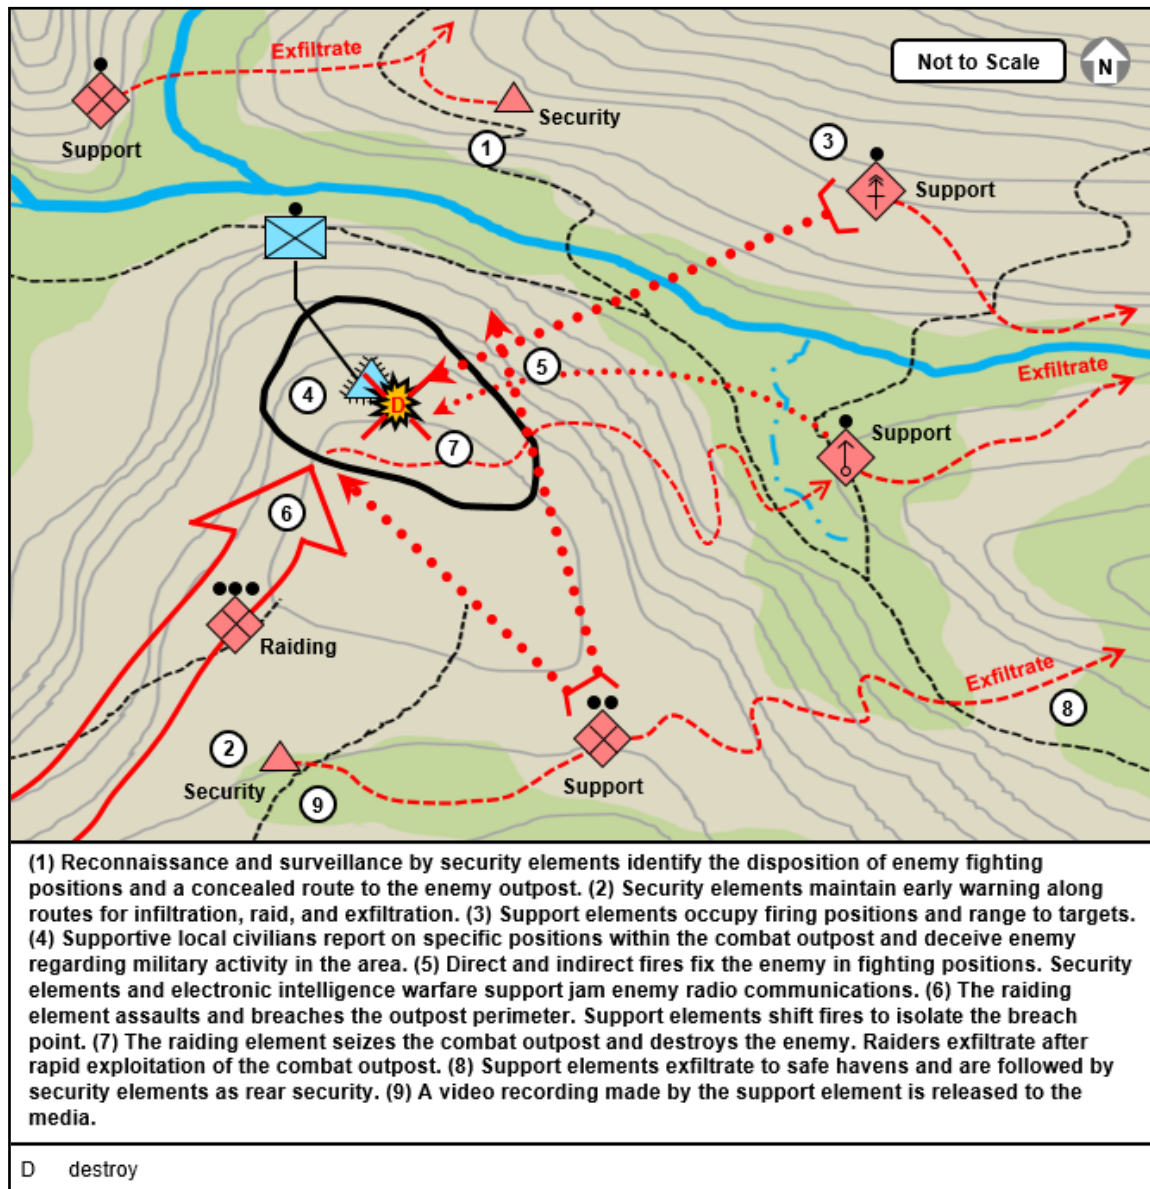 Exfiltrate
Not to Scale
N
Support
Security
1
3
Support
4
D
5
Exfiltrate
Support
7
6
Raiding
Exfiltrate
8
2
Security
9
Support
(1) Reconnaissance and surveillance by security elements identify the disposition of enemy fighting
positions and a concealed route to the enemy outpost. (2) Security elements maintain early warning along
routes for infiltration, raid, and exfiltration. (3) Support elements occupy firing positions and range to targets.
(4) Supportive local civilians report on specific positions within the combat outpost and deceive enemy
regarding military activity in the area. (5) Direct and indirect fires fix the enemy in fighting positions. Security
elements and electronic intelligence warfare support jam enemy radio communications. (6) The raiding
element assaults and breaches the outpost perimeter. Support elements shift fires to isolate the breach
point. (7) The raiding element seizes the combat outpost and destroys the enemy. Raiders exfiltrate after
rapid exploitation of the combat outpost. (8) Support elements exfiltrate to safe havens and are followed by
security elements as rear security. (9) A video recording made by the support element is released to the
media.
D destroy